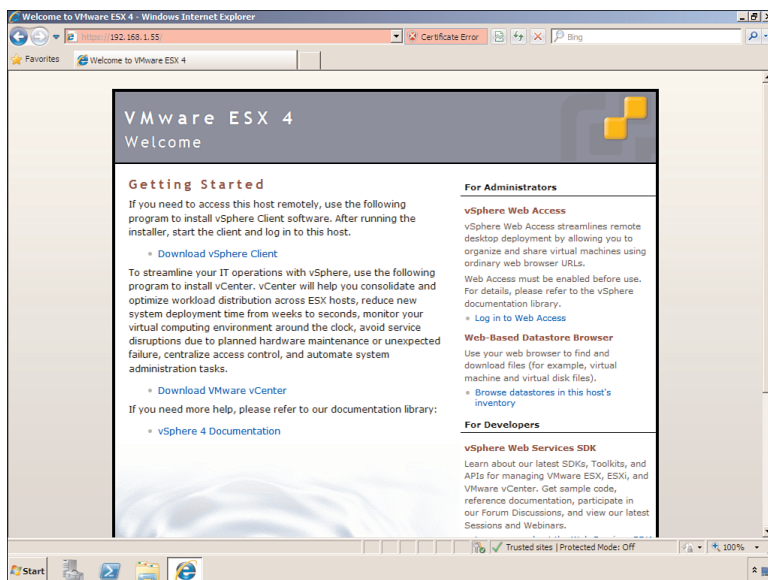 Welcome to VMware ESX 4 - Windows Internet Explorer
https://192.168.1.55/
Certificate Error
Bing
Favorites
Welcome to VMware ESX 4
VMware ESX 4
Welcome
Getting Started
If you need to access this host remotely, use the following
program to install vSphere Client software. After running the
installer, start the client and log in to this host.
Download vSphere Client
To streamline your IT operations with vSphere, use the following
program to install vCenter. vCenter will help you consolidate and
optimize workload distribution across ESX hosts, reduce new
system deployment time from weeks to seconds, monitor your
virtual computing environment around the clock, avoid service
disruptions due to planned hardware maintenance or unexpected
failure, centralize access control, and automate system
administration tasks.
Download VMware vCenter
If you need more help, please refer to our documentation library:
vSphere 4 Documentation
For Administrators
vSphere Web Access
vSphere Web Access streamlines remote
desktop deployment by allowing you to
organize and share virtual machines using
ordinary web browser URLs.
Web Access must be enabled before use.
For details, please refer to the vSphere
documentation library.
Log in to Web Access
Web-Based Datastore Browser
Use your web browser to find and
download files (for example, virtual
machine and virtual disk files).
Browse datastores in this host's
inventory
For Developers
vSphere Web Services SDK
Learn about our latest SDKs, Toolkits, and
APIs for managing VMware ESX, ESXi, and
VMware vCenter. Get sample code,
reference documentation, participate in
our Forum Discussions, and view our latest
Sessions and Webinars.
Trusted sites | Protected Mode: Off
100%
Start